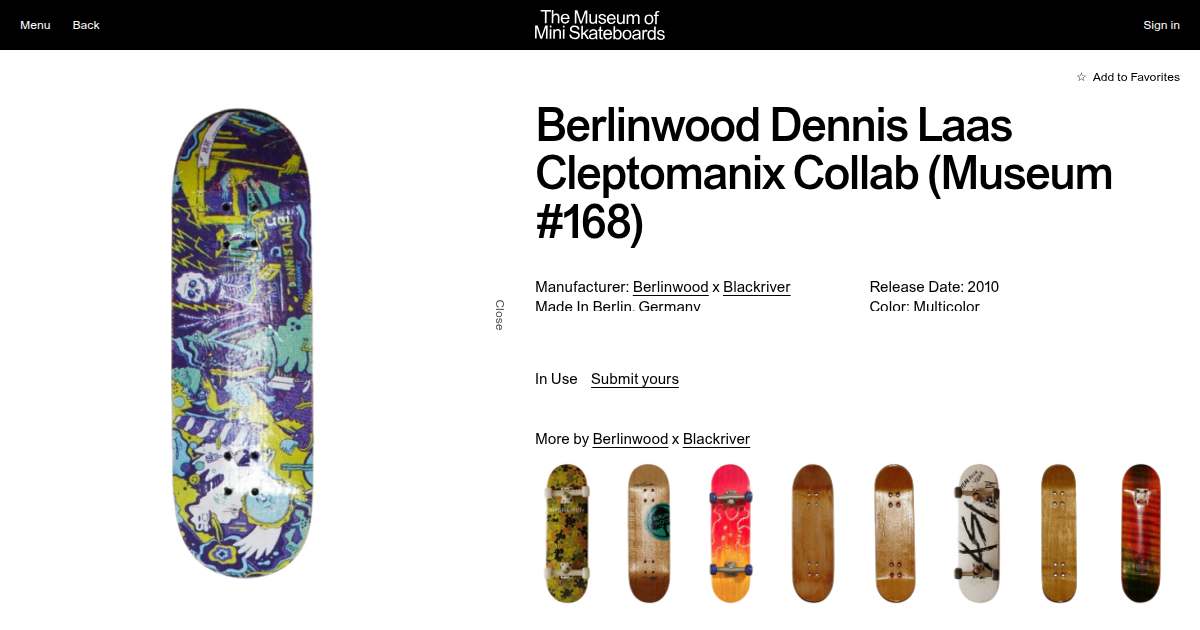 Menu Back
The Museum of
Mini Skateboards
Sign in
☆ Add to Favorites
Berlinwood Dennis Laas
Cleptomanix Collab (Museum
#168)
Manufacturer: Berlinwood x Blackriver
Release Date: 2010
Made In Berlin, Germany
Color: Multicolor
Close
In Use Submit yours
More by Berlinwood x Blackriver
DENNIS LAAS